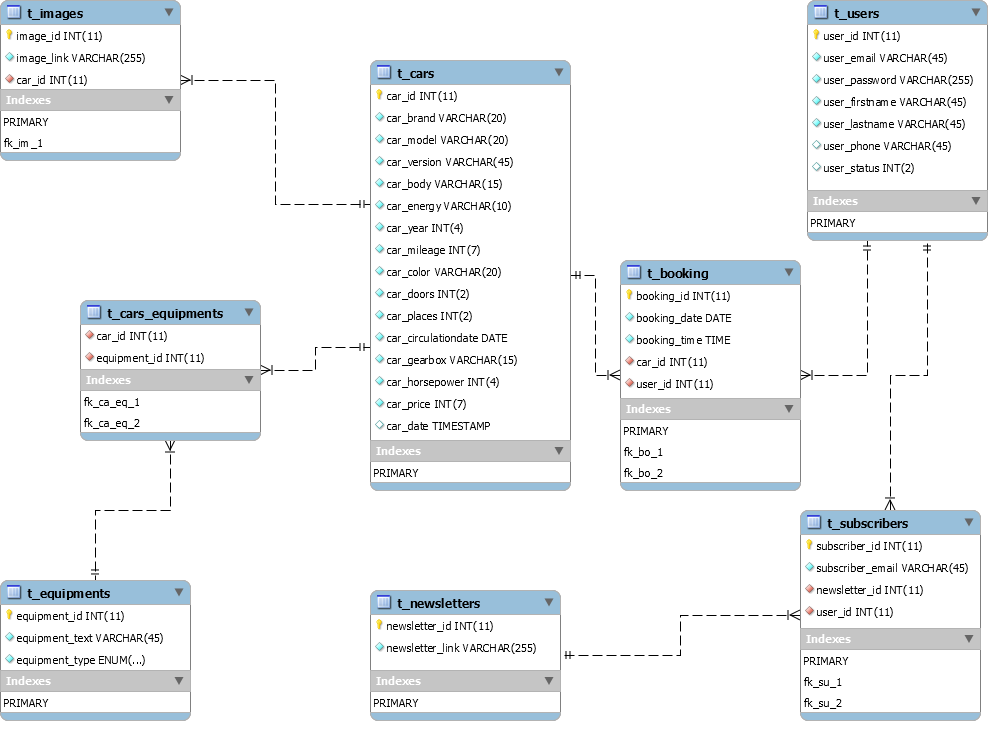 t_images
image_id INT(11)
image_link VARCHAR(255)
car_id INT(11)
Indexes
PRIMARY
fk_im_1
t_cars
car_id INT(11)
car_brand VARCHAR(20)
car_model VARCHAR(20)
car_version VARCHAR(45)
car_body VARCHAR(15)
car_energy VARCHAR(10)
car_year INT(4)
car_mileage INT(7)
car_color VARCHAR(20)
car_doors INT(2)
car_places INT(2)
car_circulationdate DATE
car_gearbox VARCHAR(15)
car_horsepower INT(4)
car_price INT(7)
car_date TIMESTAMP
Indexes
PRIMARY
t_users
user_id INT(11)
user_email VARCHAR(45)
user_password VARCHAR(255)
user_firstname VARCHAR(45)
user_lastname VARCHAR(45)
user_phone VARCHAR(45)
user_status INT(2)
Indexes
PRIMARY
t_booking
booking_id INT(11)
booking_date DATE
booking_time TIME
car_id INT(11)
user_id INT(11)
Indexes
PRIMARY
fk_bo_1
fk_bo_2
t_cars_equipments
car_id INT(11)
equipment_id INT(11)
Indexes
fk_ca_eq_1
fk_ca_eq_2
t_equipments
equipment_id INT(11)
equipment_text VARCHAR(45)
equipment_type ENUM(...)
Indexes
PRIMARY
t_newsletters
newsletter_id INT(11)
newsletter_link VARCHAR(255)
Indexes
PRIMARY
t_subscribers
subscriber_id INT(11)
subscriber_email VARCHAR(45)
newsletter_id INT(11)
user_id INT(11)
Indexes
PRIMARY
fk_su_1
fk_su_2